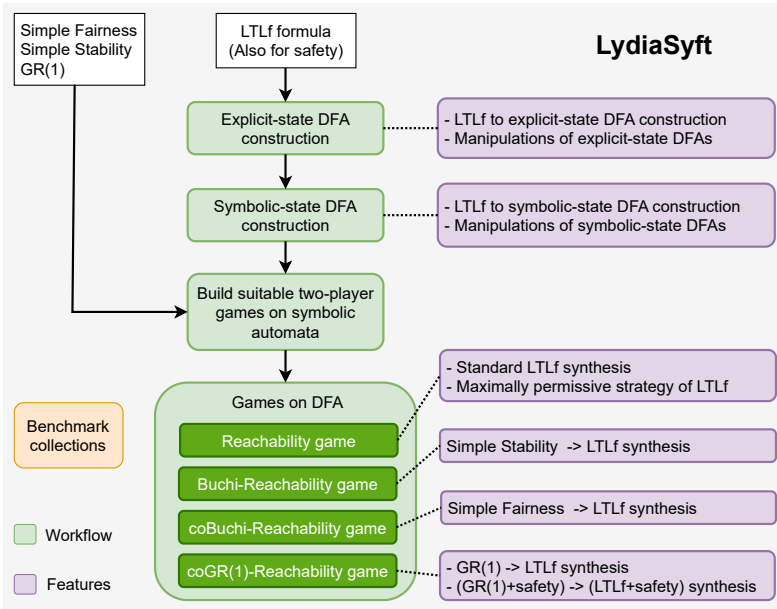 Simple Fairness
Simple Stability
GR(1)
LTLf formula
(Also for safety)
LydiaSyft
Explicit-state DFA
construction
- LTLf to explicit-state DFA construction
- Manipulations of explicit-state DFAs
Symbolic-state DFA
construction
- LTLf to symbolic-state DFA construction
- Manipulations of symbolic-state DFAs
Build suitable two-player
games on symbolic
automata
Games on DFA
Reachability game
Buchi-Reachability game
coBuchi-Reachability game
coGR(1)-Reachability game
- Standard LTLf synthesis
- Maximally permissive strategy of LTLf
Simple Stability -> LTLf synthesis
Simple Fairness -> LTLf synthesis
- GR(1) -> LTLf synthesis
- (GR(1)+safety) -> (LTLf+safety) synthesis
Benchmark
collections
Workflow
Features